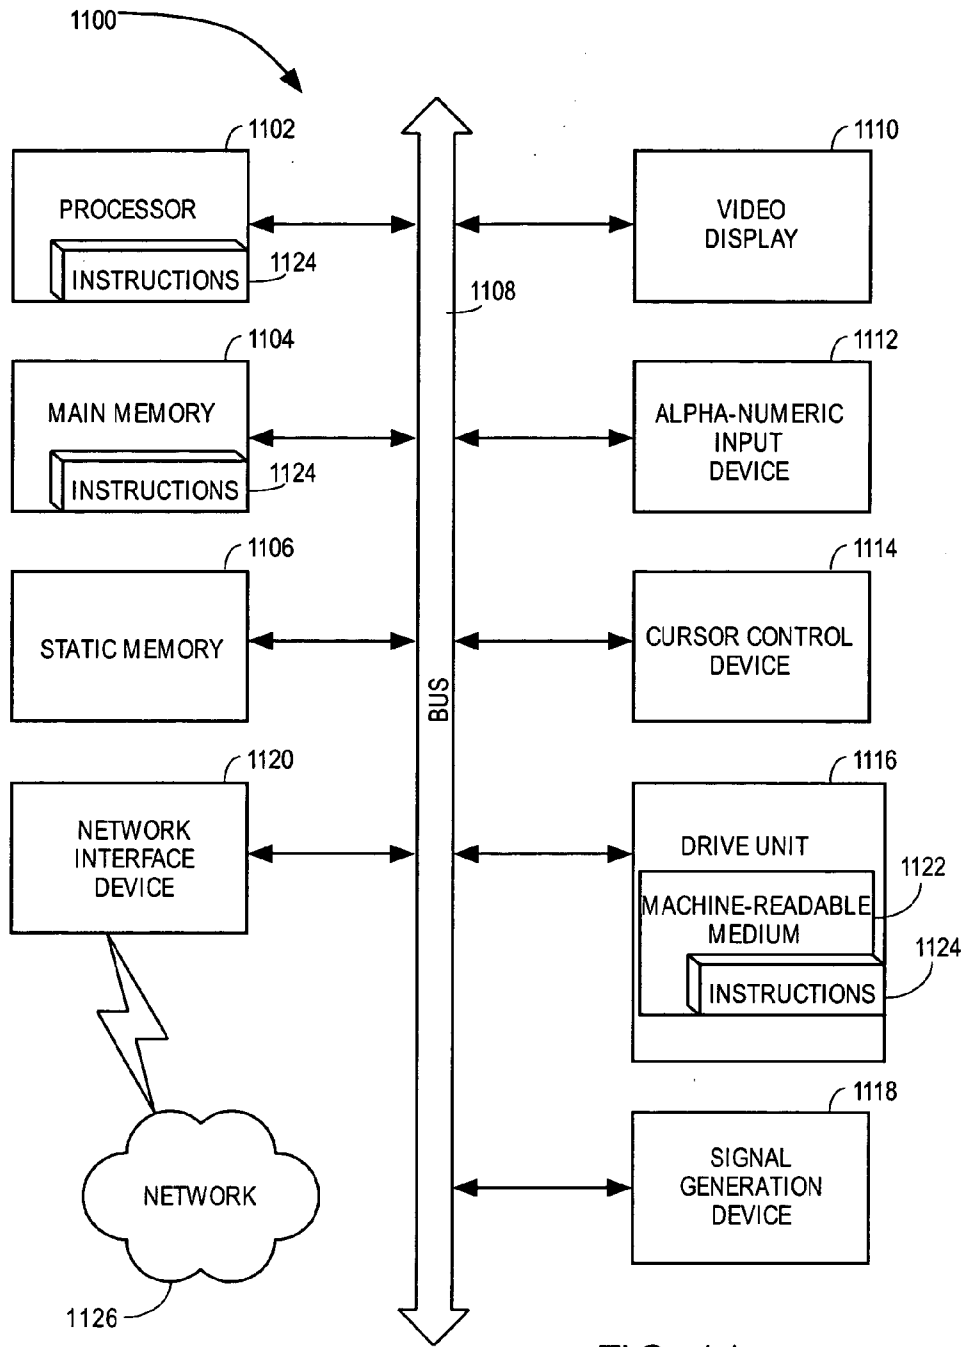 1100
1102
PROCESSOR
INSTRUCTIONS
1124
1104
MAIN MEMORY
INSTRUCTIONS
1124
1106
STATIC MEMORY
1120
NETWORK
INTERFACE
DEVICE
NETWORK
1126
1108
BUS
1110
VIDEO
DISPLAY
1112
ALPHA-NUMERIC
INPUT
DEVICE
1114
CURSOR CONTROL
DEVICE
1116
DRIVE UNIT
1122
MACHINE-READABLE
MEDIUM
1124
INSTRUCTIONS
1118
SIGNAL
GENERATION
DEVICE